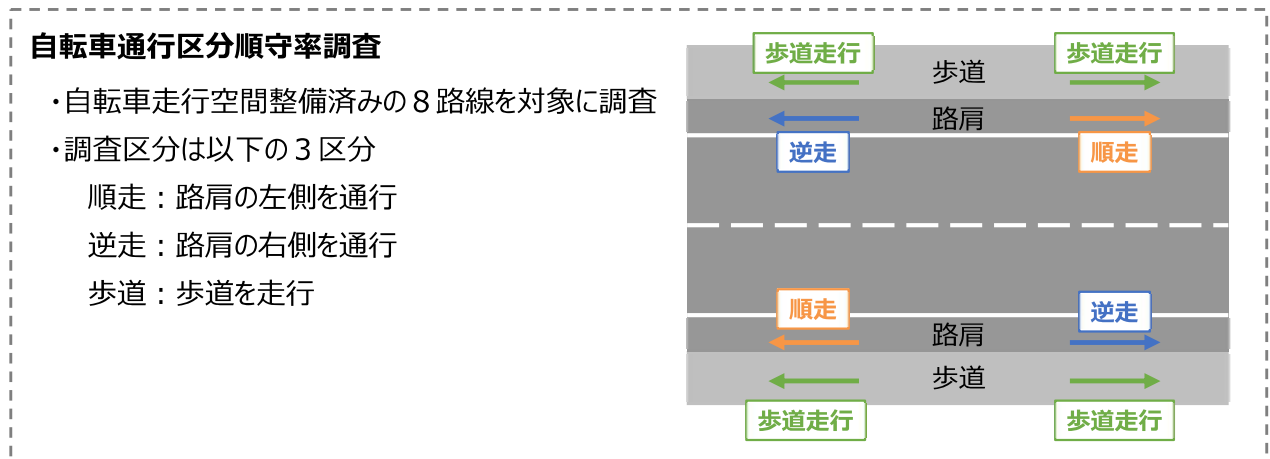 自転車通行区分順守率調査
・自転車走行空間整備済みの８路線を対象に調査
・調査区分は以下の３区分
順走：路肩の左側を通行
逆走：路肩の右側を通行
歩道：歩道を走行
歩道走行
歩道走行
歩道
路肩
逆走
順走
順走
逆走
路肩
歩道
歩道走行
歩道走行